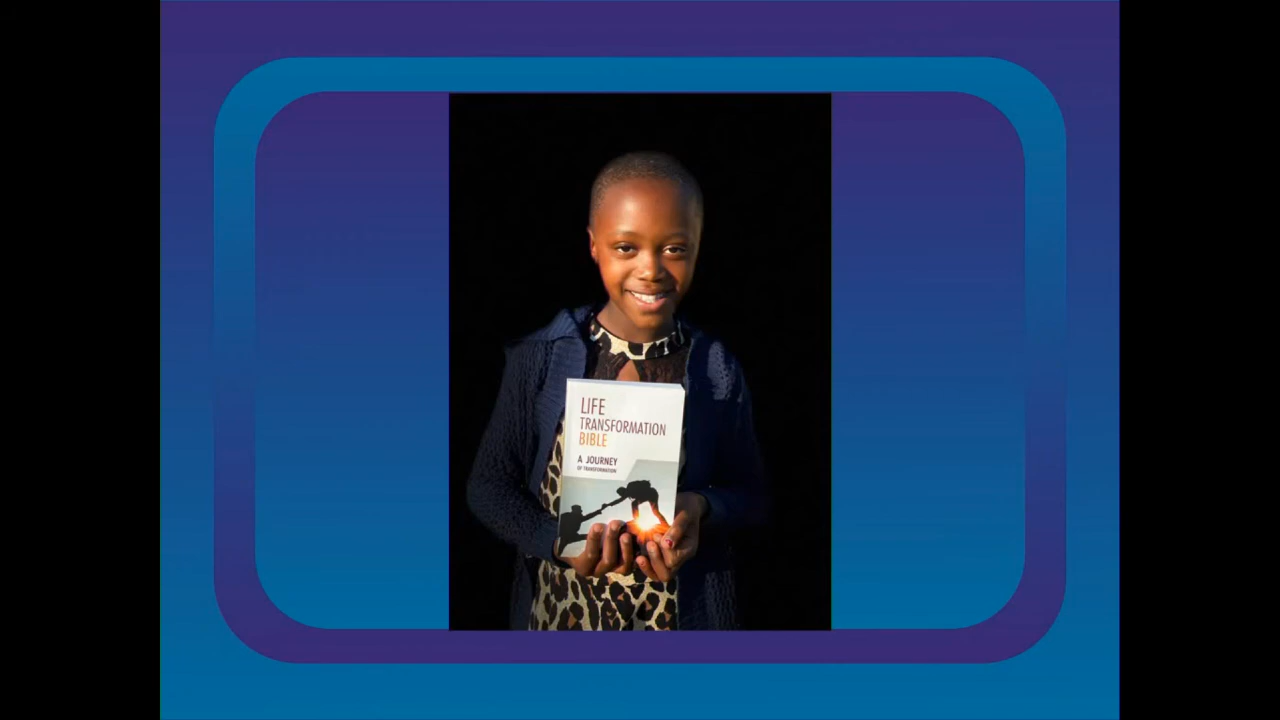 LIFE
TRANSFORMATION
BIBLE
A JOURNEY
OF TRANSFORMATION